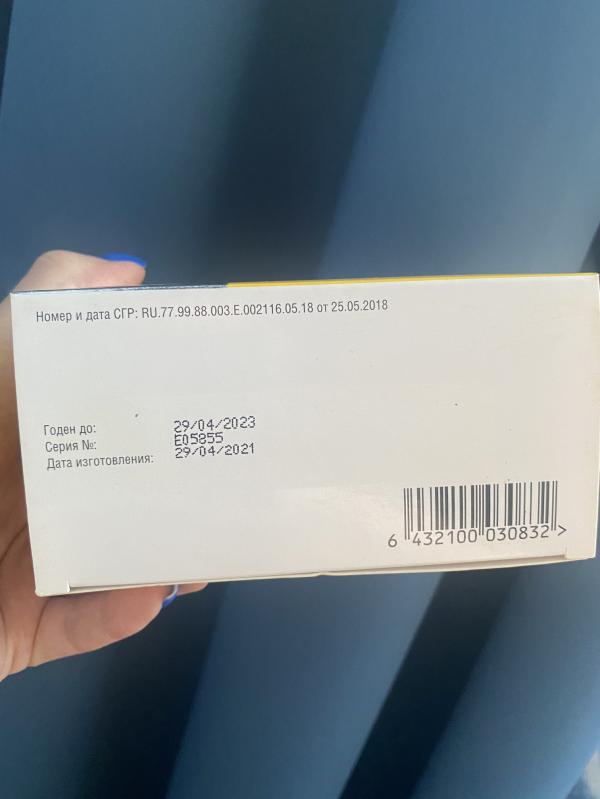 Номер и дата СГР: RU.77.99.88.003.Е.002116.05.18 от 25.05.2018
Годен до: 29/04/2023
Серия №: E05855
Дата изготовления: 29/04/2021
6 432100 030832 >